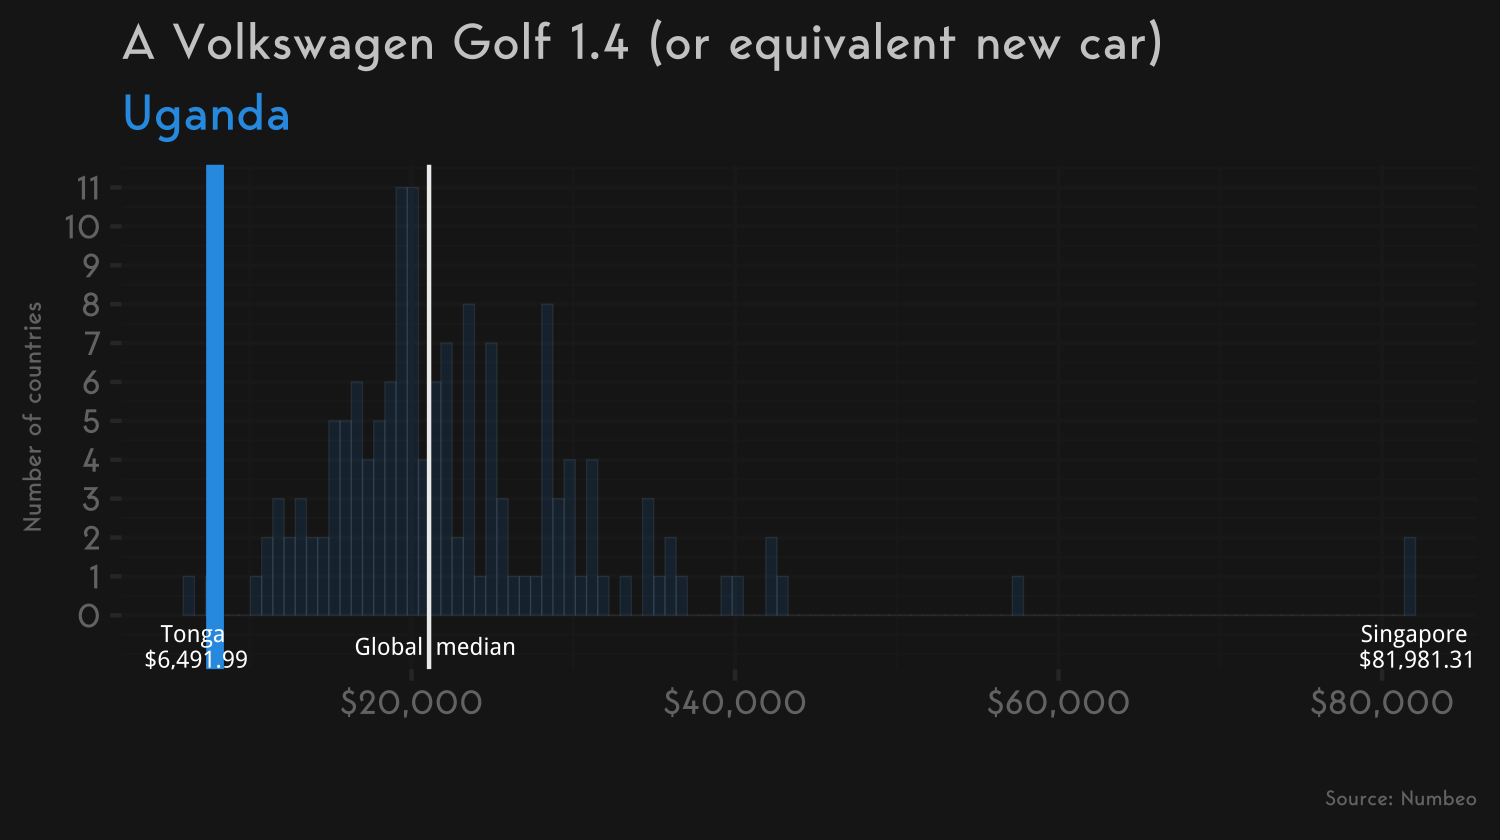 A Volkswagen Golf 1.4 (or equivalent new car)
Uganda
Number of countries
11
10
9
8
7
6
5
4
3
2
1
0
Tonga
$6,491.99
Global median
Singapore
$81,981.31
$20,000
$40,000
$60,000
$80,000
Source: Numbeo